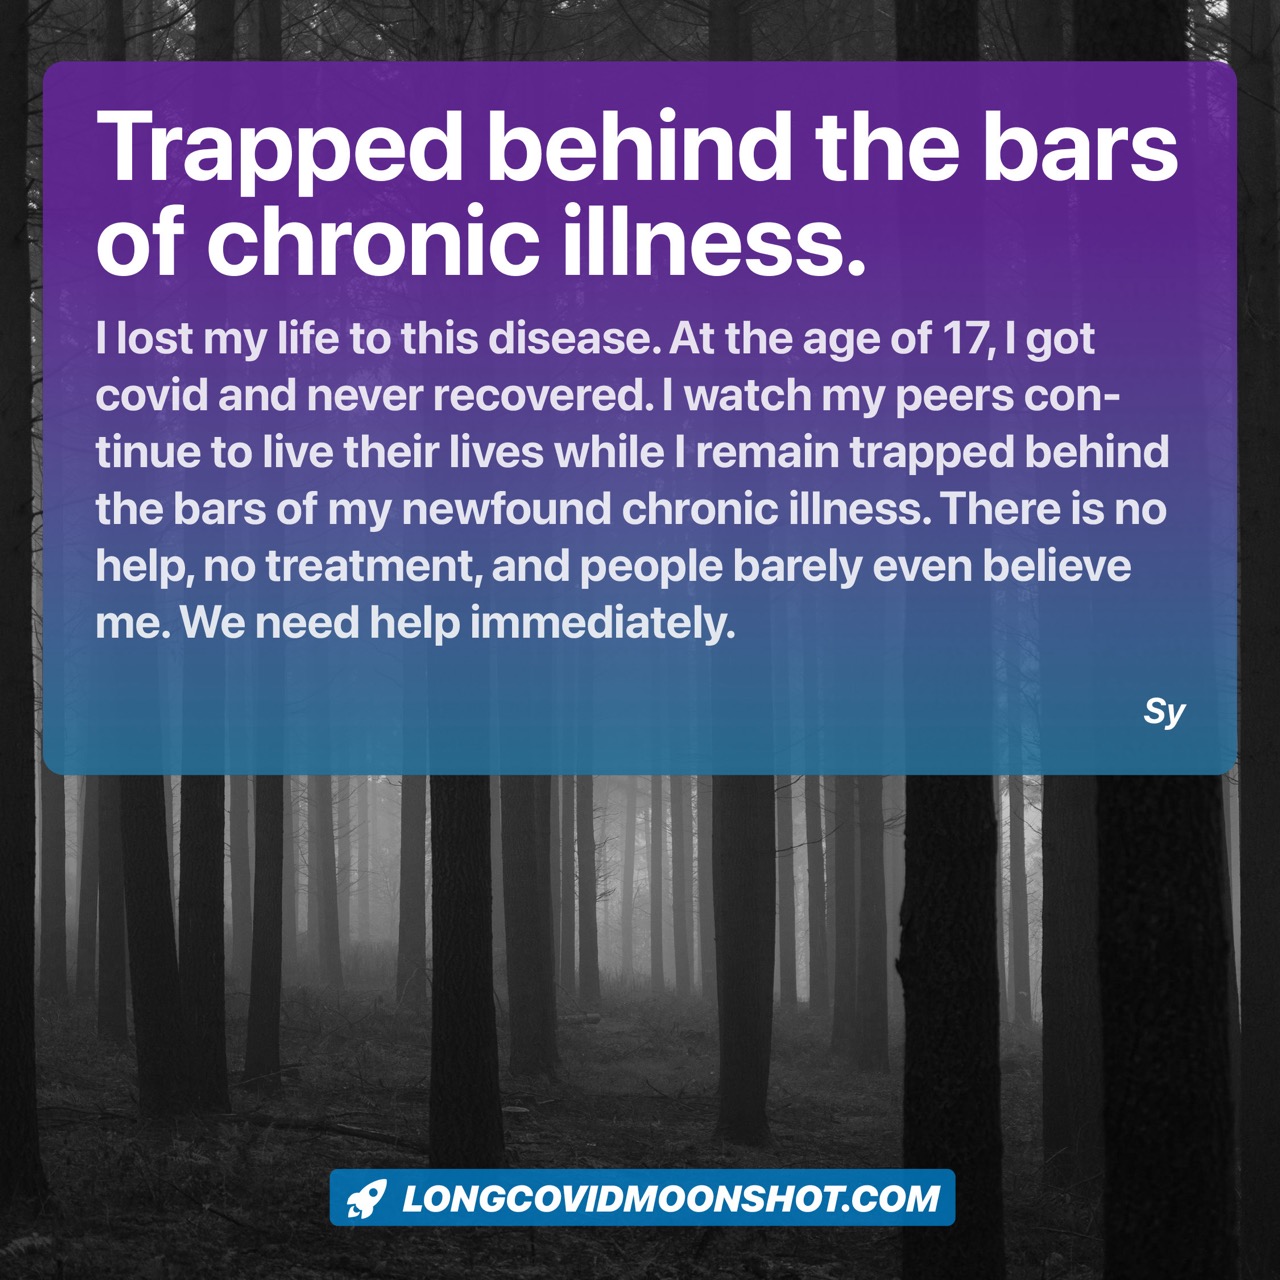 Trapped behind the bars
of chronic illness.
I lost my life to this disease. At the age of 17, I got
covid and never recovered. I watch my peers con-
tinue to live their lives while I remain trapped behind
the bars of my newfound chronic illness. There is no
help, no treatment, and people barely even believe
me. We need help immediately.
Sy
LONGCOVIDMOONSHOT.COM